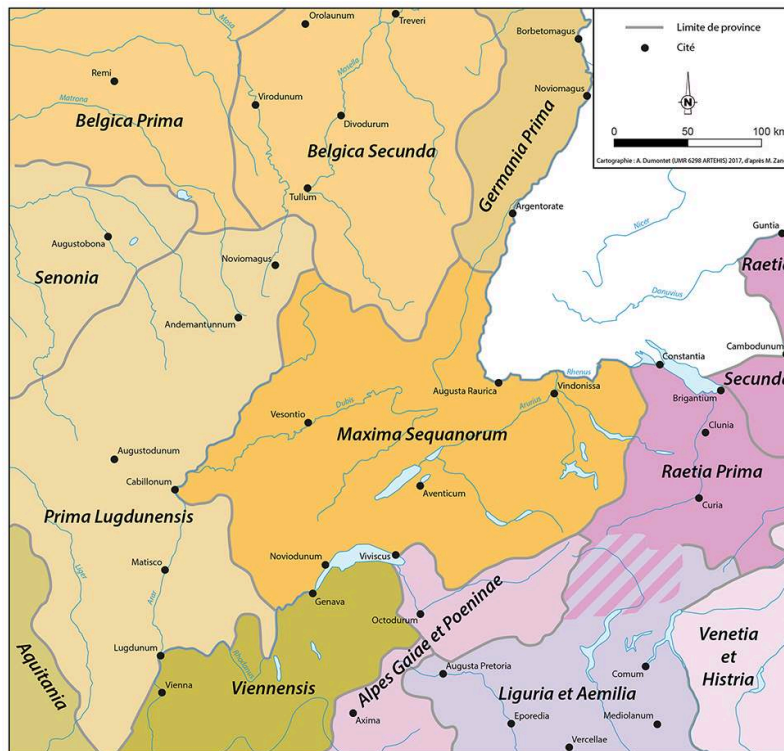 Limite de province
Cité
N
0 50 100 km
Cartographie : A. Dumontet (UMR 6298 ARTEHIS) 2017, d'après M. Zan
Mosa
Orolaunum
Treveri
Borbetomagus
Remi
Mosella
Matrona
Virodunum
Noviomagus
Belgica Prima
Divodurum
Belgica Secunda
Germania Prima
Tullum
Argentorate
Augustobona
Nicer
Guntia
Noviomagus
Senonia
Raetia
Danuvius
Andemantunnum
Cambodunum
Constantia
Rhenus
Augusta Raurica
Vindonissa
Secunda
Brigantium
Arurius
Dubis
Vesontio
Clunia
Maxima Sequanorum
Augustodunum
Raetia Prima
Cabillonum
Aventicum
Curia
Prima Lugdunensis
Noviodunum
Viviscus
Matisco
Liger
Arar
Genava
Octodurum
Alpes Gaiae et Poeninae
Venetia
et
Histria
Lugdunum
Rhodanus
Augusta Pretoria
Comum
Aquitania
Vienna
Viennensis
Liguria et Aemilia
Axima
Eporedia
Mediolanum
Vercellae